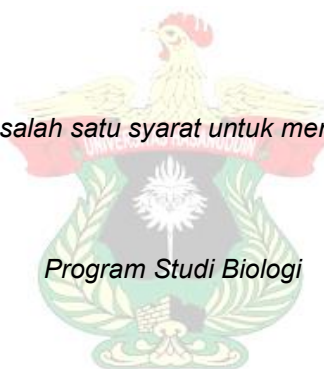 salah satu syarat untuk mer
UNIVERSITAS HASANUDDIN
Program Studi Biologi